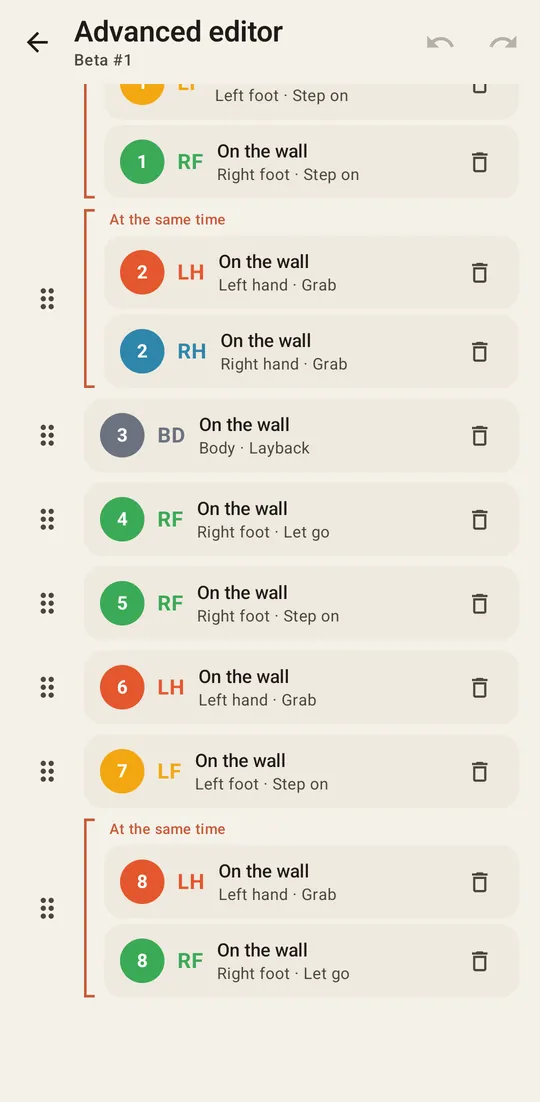 Advanced editor
Beta #1
1 LF
Left foot · Step on
1 RF On the wall
Right foot · Step on
At the same time
2 LH On the wall
Left hand · Grab
2 RH On the wall
Right hand · Grab
3 BD On the wall
Body · Layback
4 RF On the wall
Right foot · Let go
5 RF On the wall
Right foot · Step on
6 LH On the wall
Left hand · Grab
7 LF On the wall
Left foot · Step on
At the same time
8 LH On the wall
Left hand · Grab
8 RF On the wall
Right foot · Let go